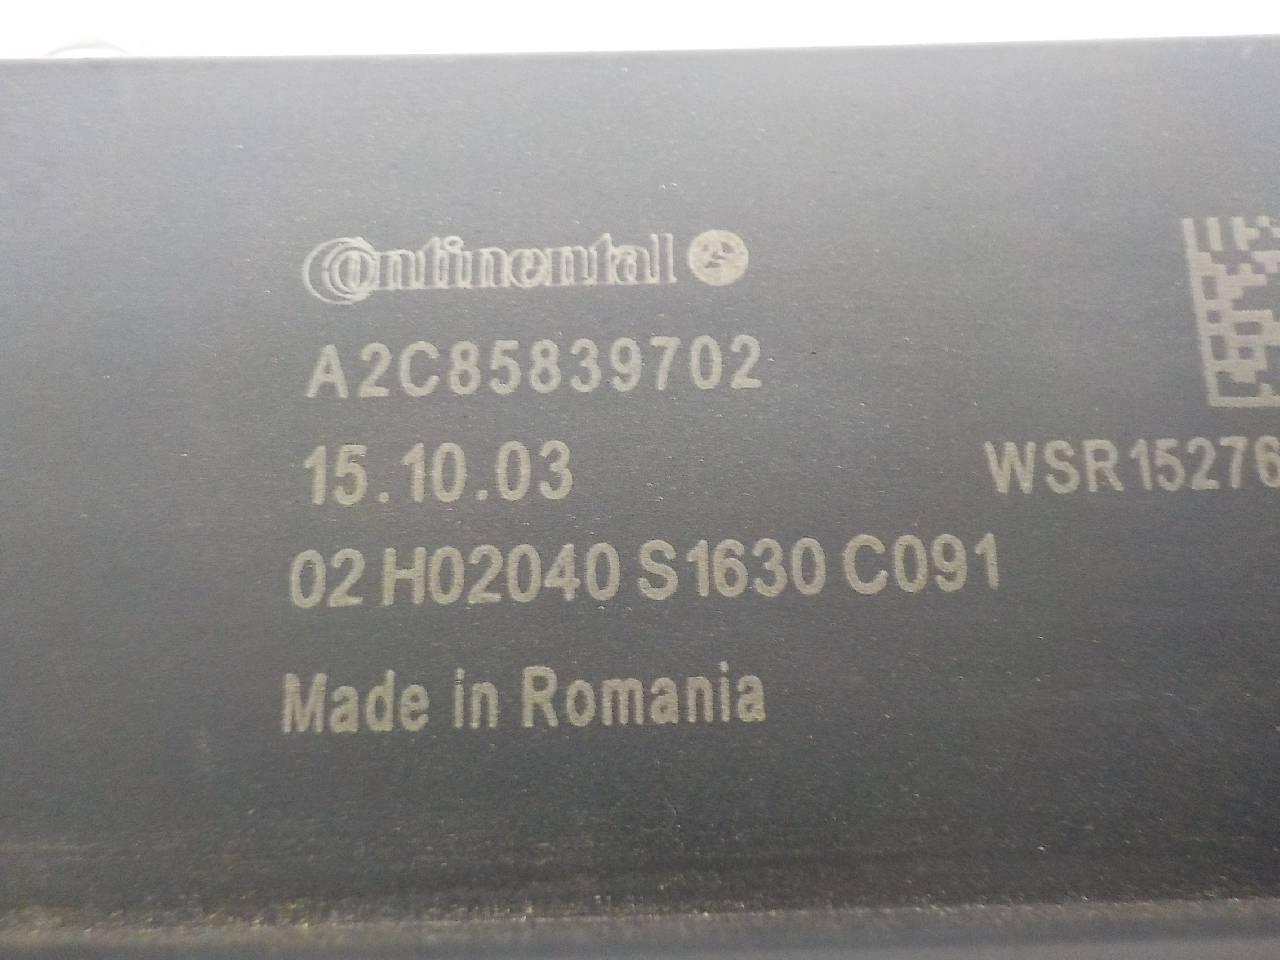 Continental
A2C85839702
15.10.03
WSR15276
02 H02040 S1630 C091
Made in Romania